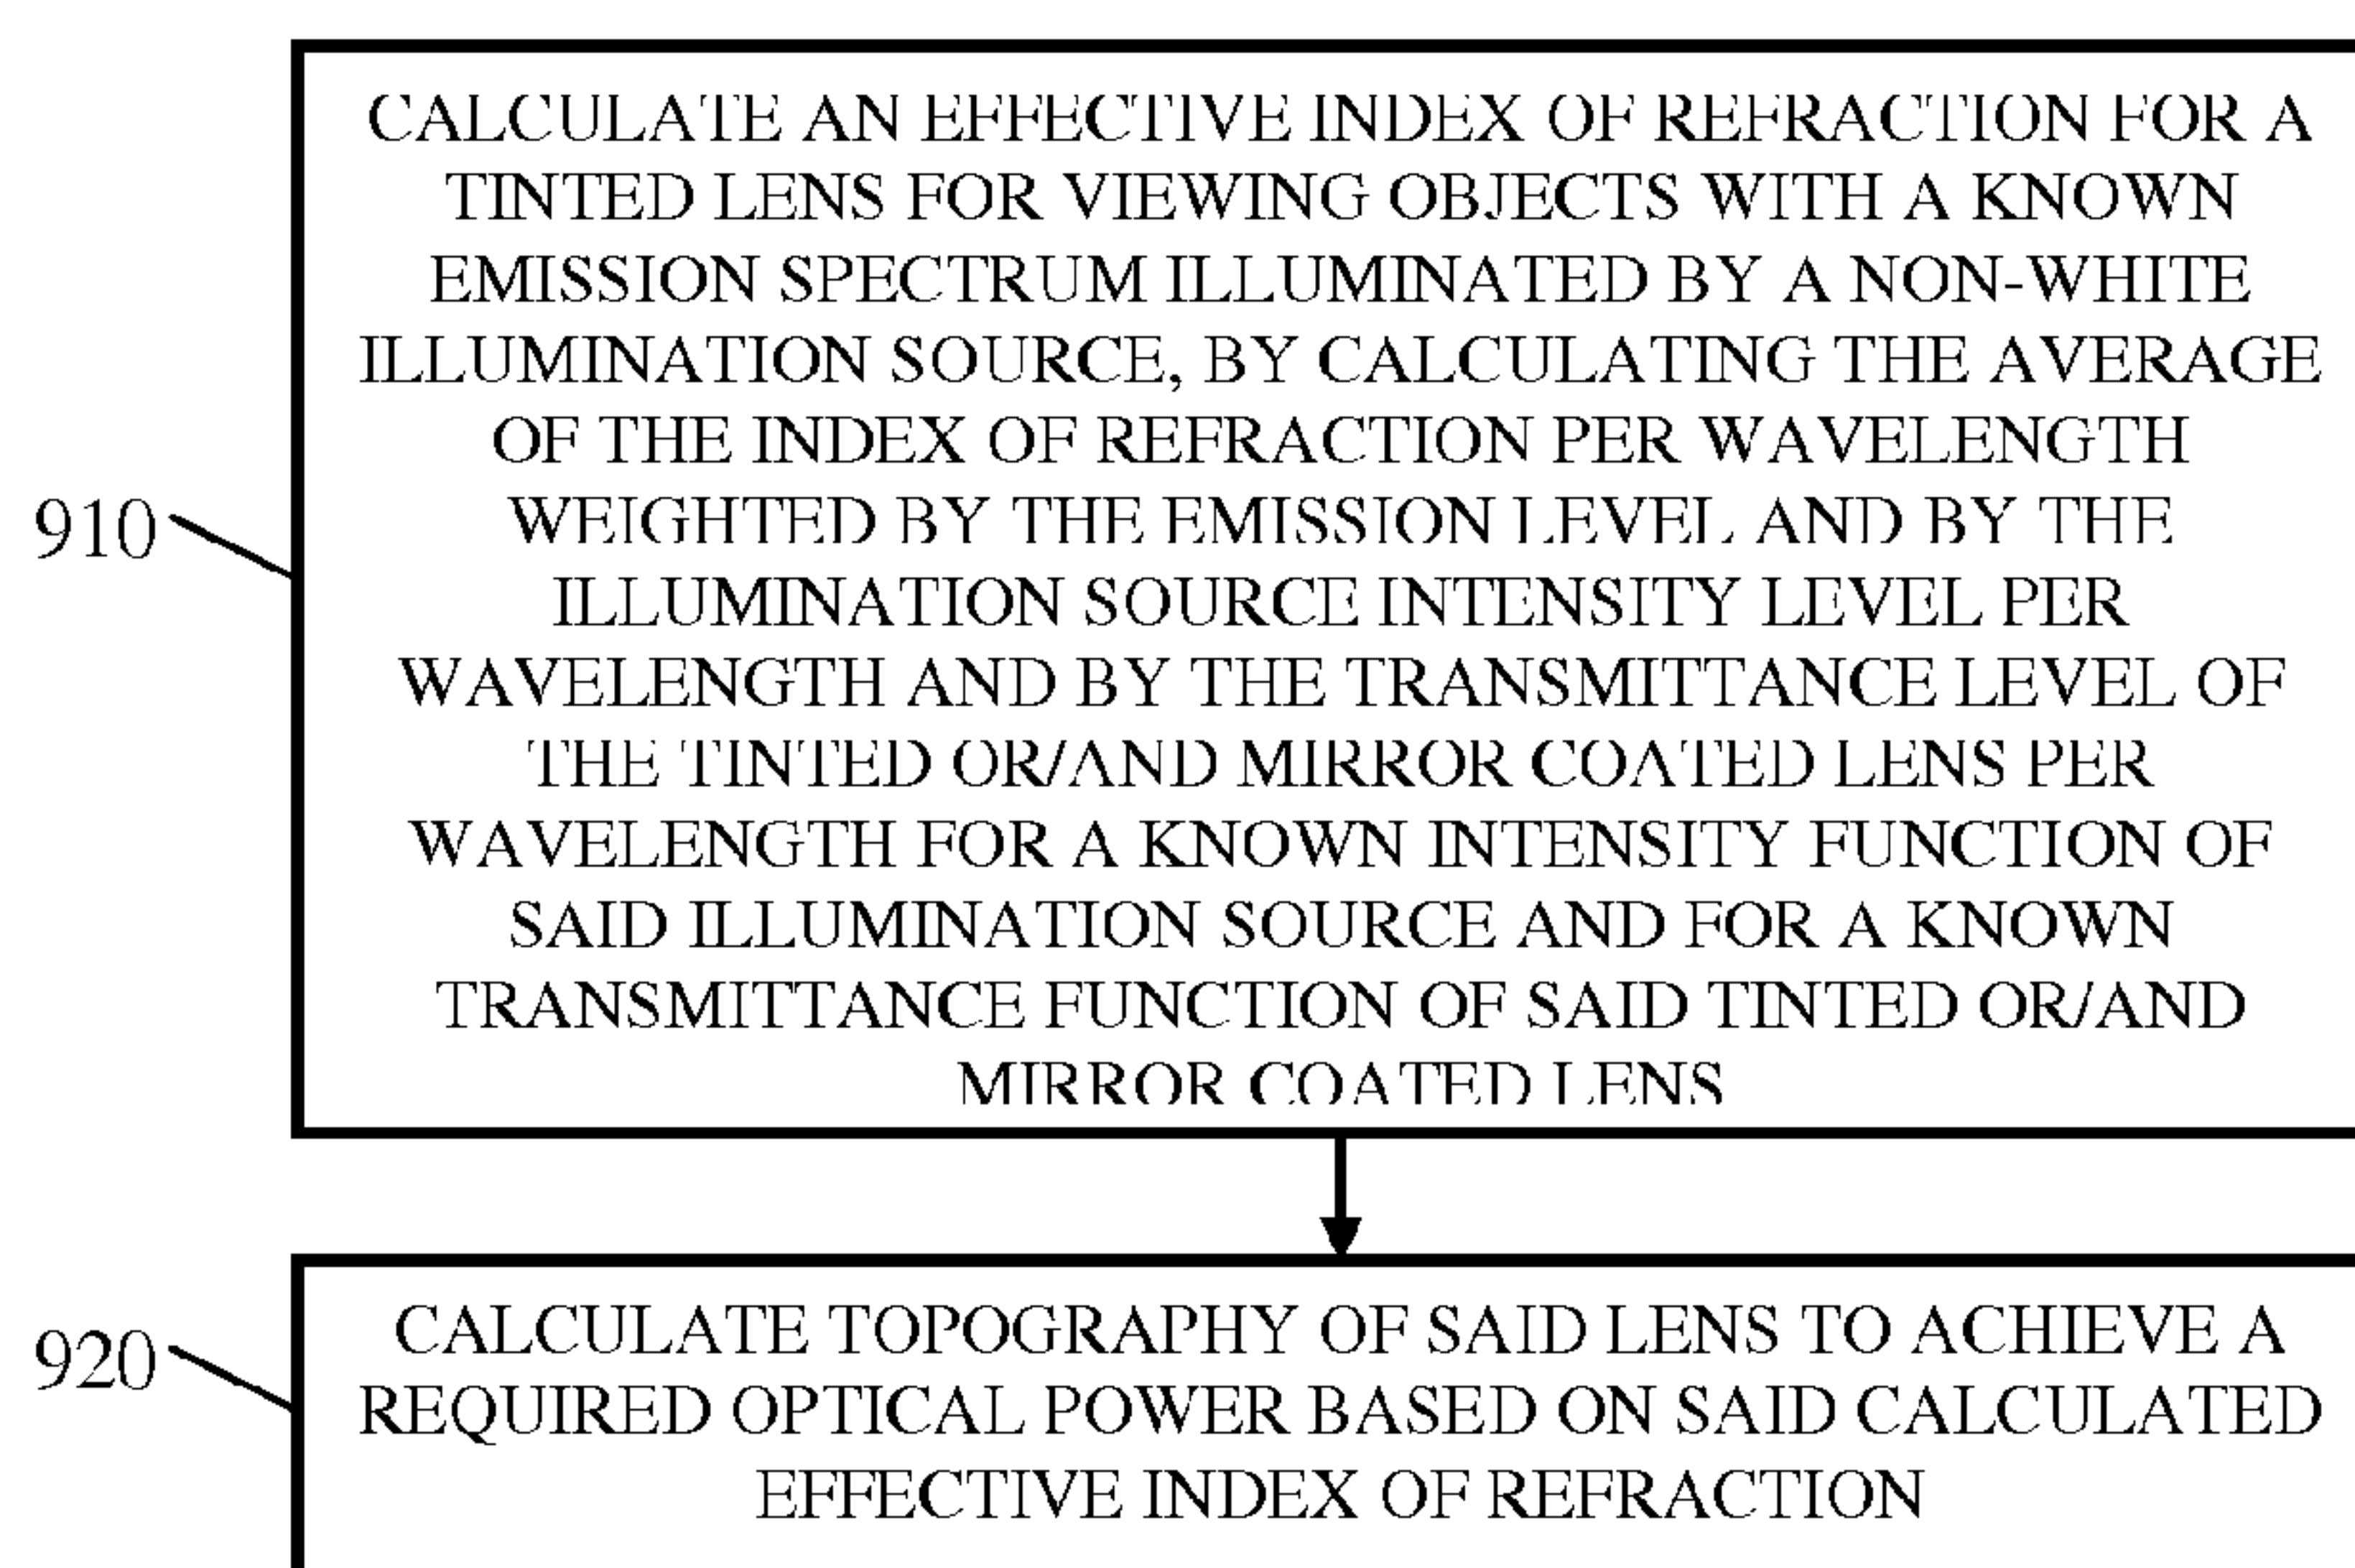 CALCULATE AN EFFECTIVE INDEX OF REFRACTION FOR A
TINTED LENS FOR VIEWING OBJECTS WITH A KNOWN
EMISSION SPECTRUM ILLUMINATED BY A NON-WHITE
ILLUMINATION SOURCE, BY CALCULATING THE AVERAGE
OF THE INDEX OF REFRACTION PER WAVELENGTH
WEIGHTED BY THE EMISSION LEVEL AND BY THE
ILLUMINATION SOURCE INTENSITY LEVEL PER
WAVELENGTH AND BY THE TRANSMITTANCE LEVEL OF
THE TINTED OR/AND MIRROR COATED LENS PER
WAVELENGTH FOR A KNOWN INTENSITY FUNCTION OF
SAID ILLUMINATION SOURCE AND FOR A KNOWN
TRANSMITTANCE FUNCTION OF SAID TINTED OR/AND
MIRROR COATED LENS
910
CALCULATE TOPOGRAPHY OF SAID LENS TO ACHIEVE A
REQUIRED OPTICAL POWER BASED ON SAID CALCULATED
EFFECTIVE INDEX OF REFRACTION
920